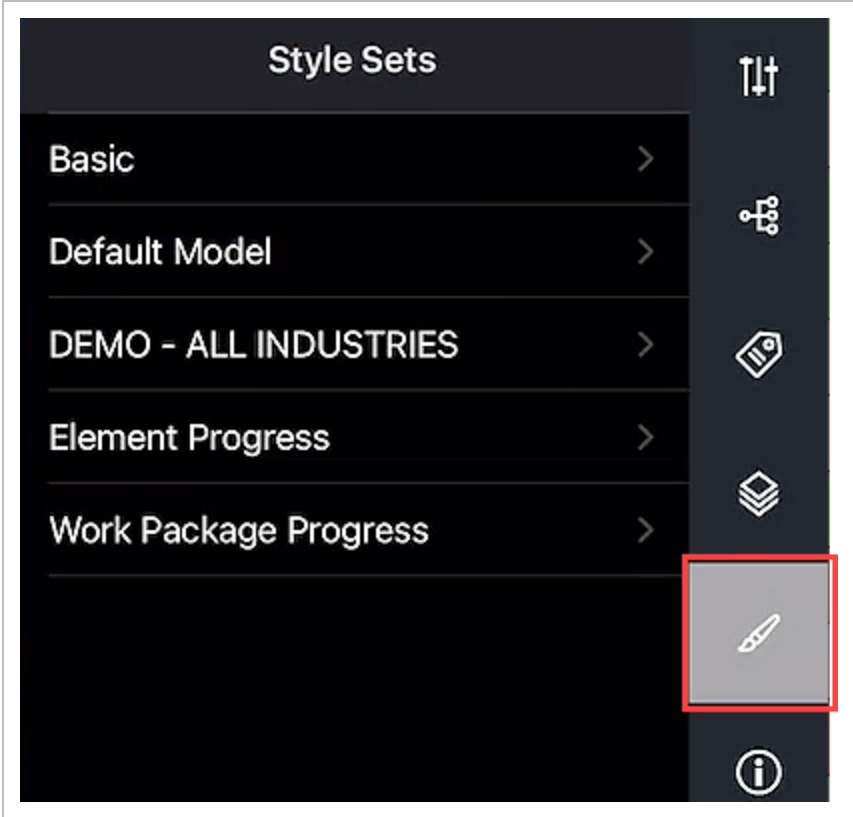 Style Sets
Basic
Default Model
DEMO - ALL INDUSTRIES
Element Progress
Work Package Progress